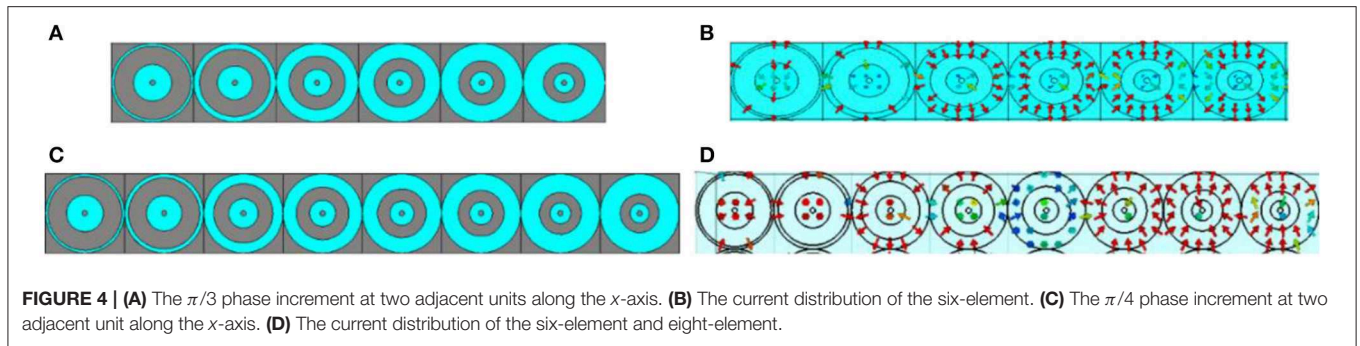 A
B
C
D
FIGURE 4 | (A) The π/3 phase increment at two adjacent units along the x-axis. (B) The current distribution of the six-element. (C) The π/4 phase increment at two
adjacent unit along the x-axis. (D) The current distribution of the six-element and eight-element.